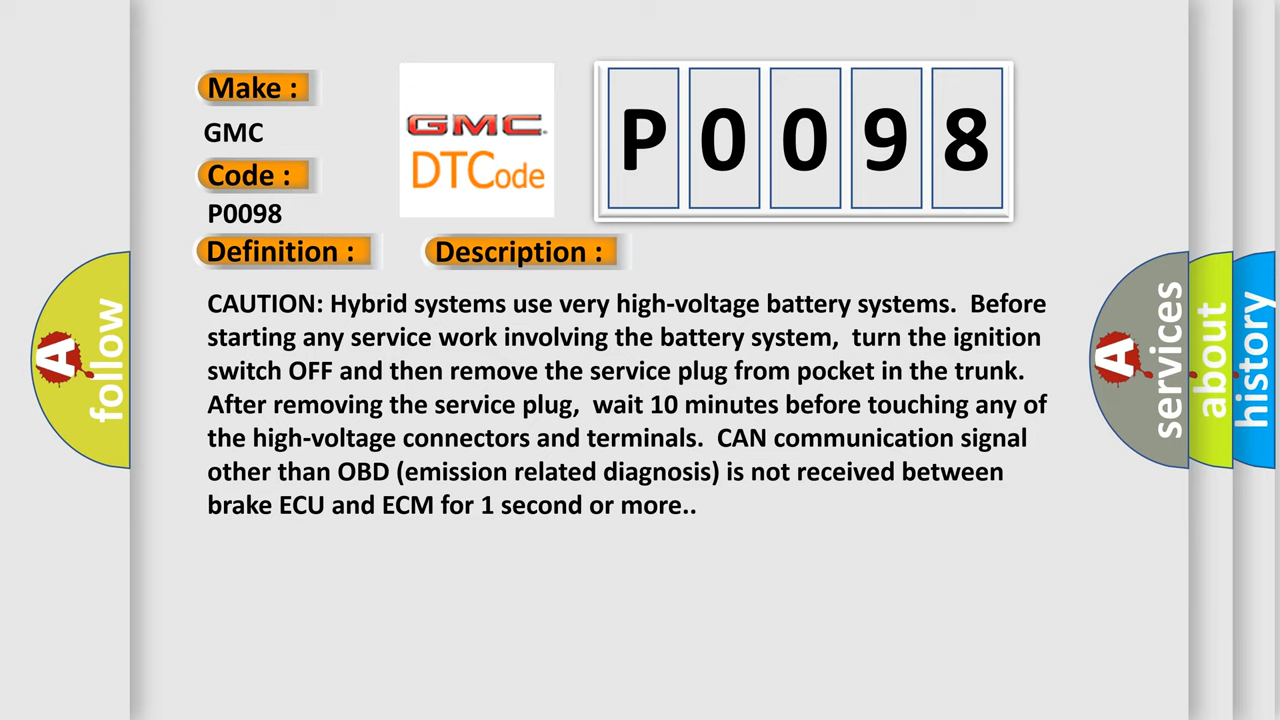 Make :
GMC
Code :
P0098
GMC
DTCode
P0098
Definition :
Description :
CAUTION: Hybrid systems use very high-voltage battery systems. Before
starting any service work involving the battery system, turn the ignition
switch OFF and then remove the service plug from pocket in the trunk.
After removing the service plug, wait 10 minutes before touching any of
the high-voltage connectors and terminals. CAN communication signal
other than OBD (emission related diagnosis) is not received between
brake ECU and ECM for 1 second or more..
A
follow
A
services
about
history